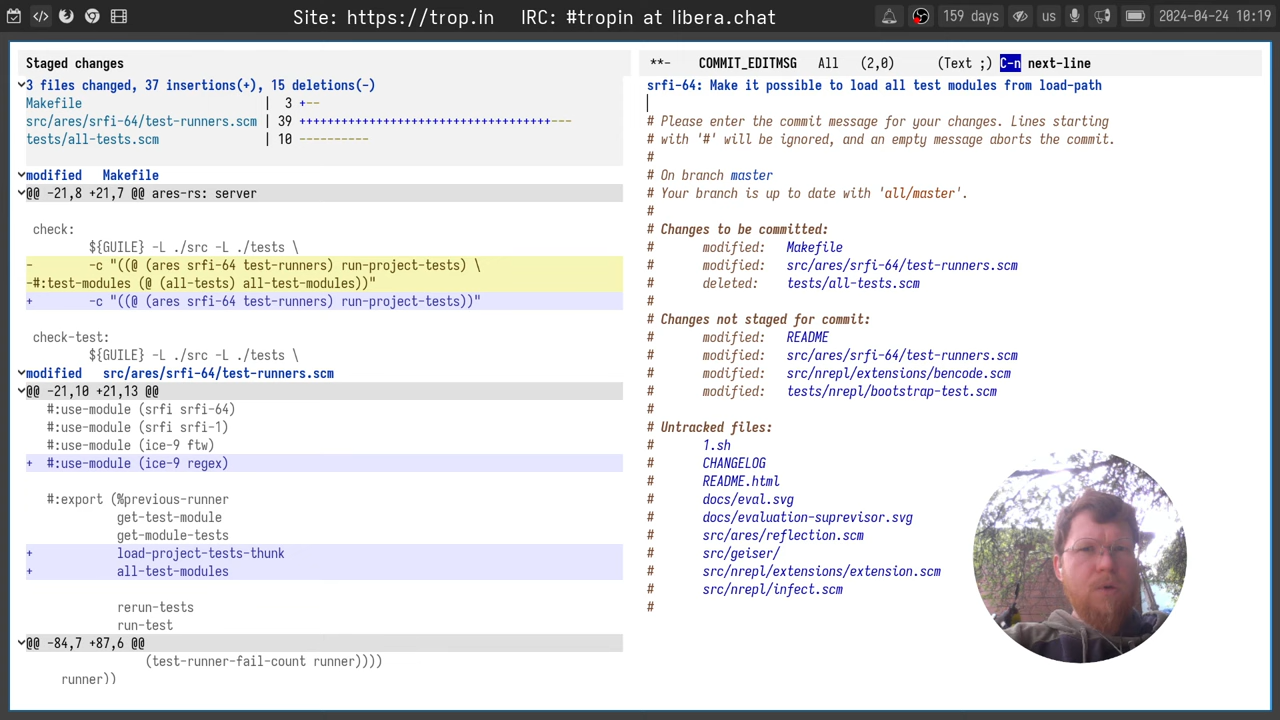 Site: https://trop.in IRC: #tropin at libera.chat
159 days
us
2024-04-24 10:19
Staged changes
3 files changed, 37 insertions(+), 15 deletions(-)
Makefile | 3 +--
src/ares/srfi-64/test-runners.scm | 39 ++++++++++++++++++++++++++++++++++++---
tests/all-tests.scm | 10 ----------
modified Makefile
@@ -21,8 +21,7 @@ ares-rs: server
check:
${GUILE} -L ./src -L ./tests \
- -c "((@ (ares srfi-64 test-runners) run-project-tests) \
-#:test-modules (@ (all-tests) all-test-modules))"
+ -c "((@ (ares srfi-64 test-runners) run-project-tests))"
check-test:
${GUILE} -L ./src -L ./tests \
modified src/ares/srfi-64/test-runners.scm
@@ -21,10 +21,13 @@
#:use-module (srfi srfi-64)
#:use-module (srfi srfi-1)
#:use-module (ice-9 ftw)
+ #:use-module (ice-9 regex)
#:export (%previous-runner
get-test-module
get-module-tests
+ load-project-tests-thunk
+ all-test-modules
rerun-tests
run-test
@@ -84,7 +87,6 @@
(test-runner-fail-count runner))))
runner))
**- COMMIT_EDITMSG All (2,0) (Text ;) C-n next-line
srfi-64: Make it possible to load all test modules from load-path
# Please enter the commit message for your changes. Lines starting
# with '#' will be ignored, and an empty message aborts the commit.
#
# On branch master
# Your branch is up to date with 'all/master'.
#
# Changes to be committed:
# modified: Makefile
# modified: src/ares/srfi-64/test-runners.scm
# deleted: tests/all-tests.scm
#
# Changes not staged for commit:
# modified: README
# modified: src/ares/srfi-64/test-runners.scm
# modified: src/nrepl/extensions/bencode.scm
# modified: tests/nrepl/bootstrap-test.scm
#
# Untracked files:
# 1.sh
# CHANGELOG
# README.html
# docs/eval.svg
# docs/evaluation-suprevisor.svg
# src/ares/reflection.scm
# src/geiser/
# src/nrepl/extensions/extension.scm
# src/nrepl/infect.scm
#